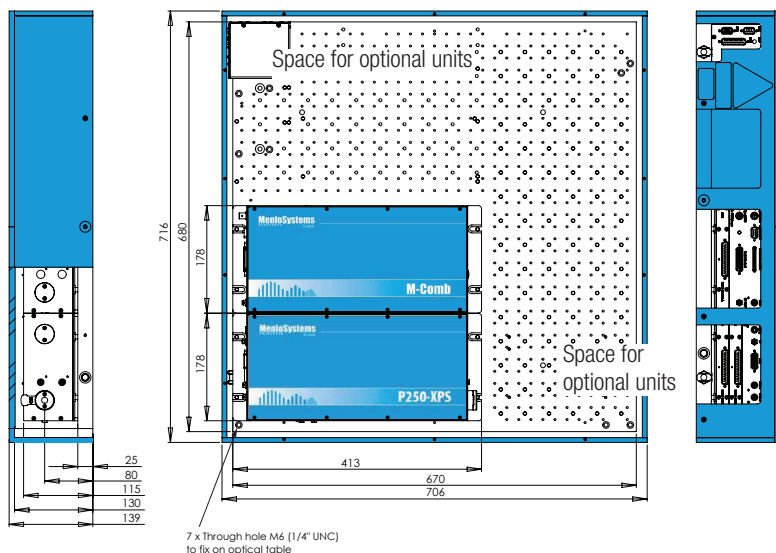 Space for optional units
716
680
178
MenloSystems
M-Comb
178
MenloSystems
P250-XPS
Space for
optional units
25
80
115
130
139
413
670
706
7 x Through hole M6 (1/4" UNC)
to fix on optical table